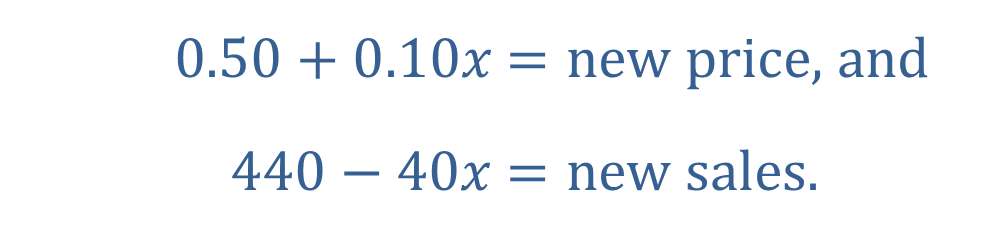 0.50 + 0.10x = new price, and
440 − 40x = new sales.